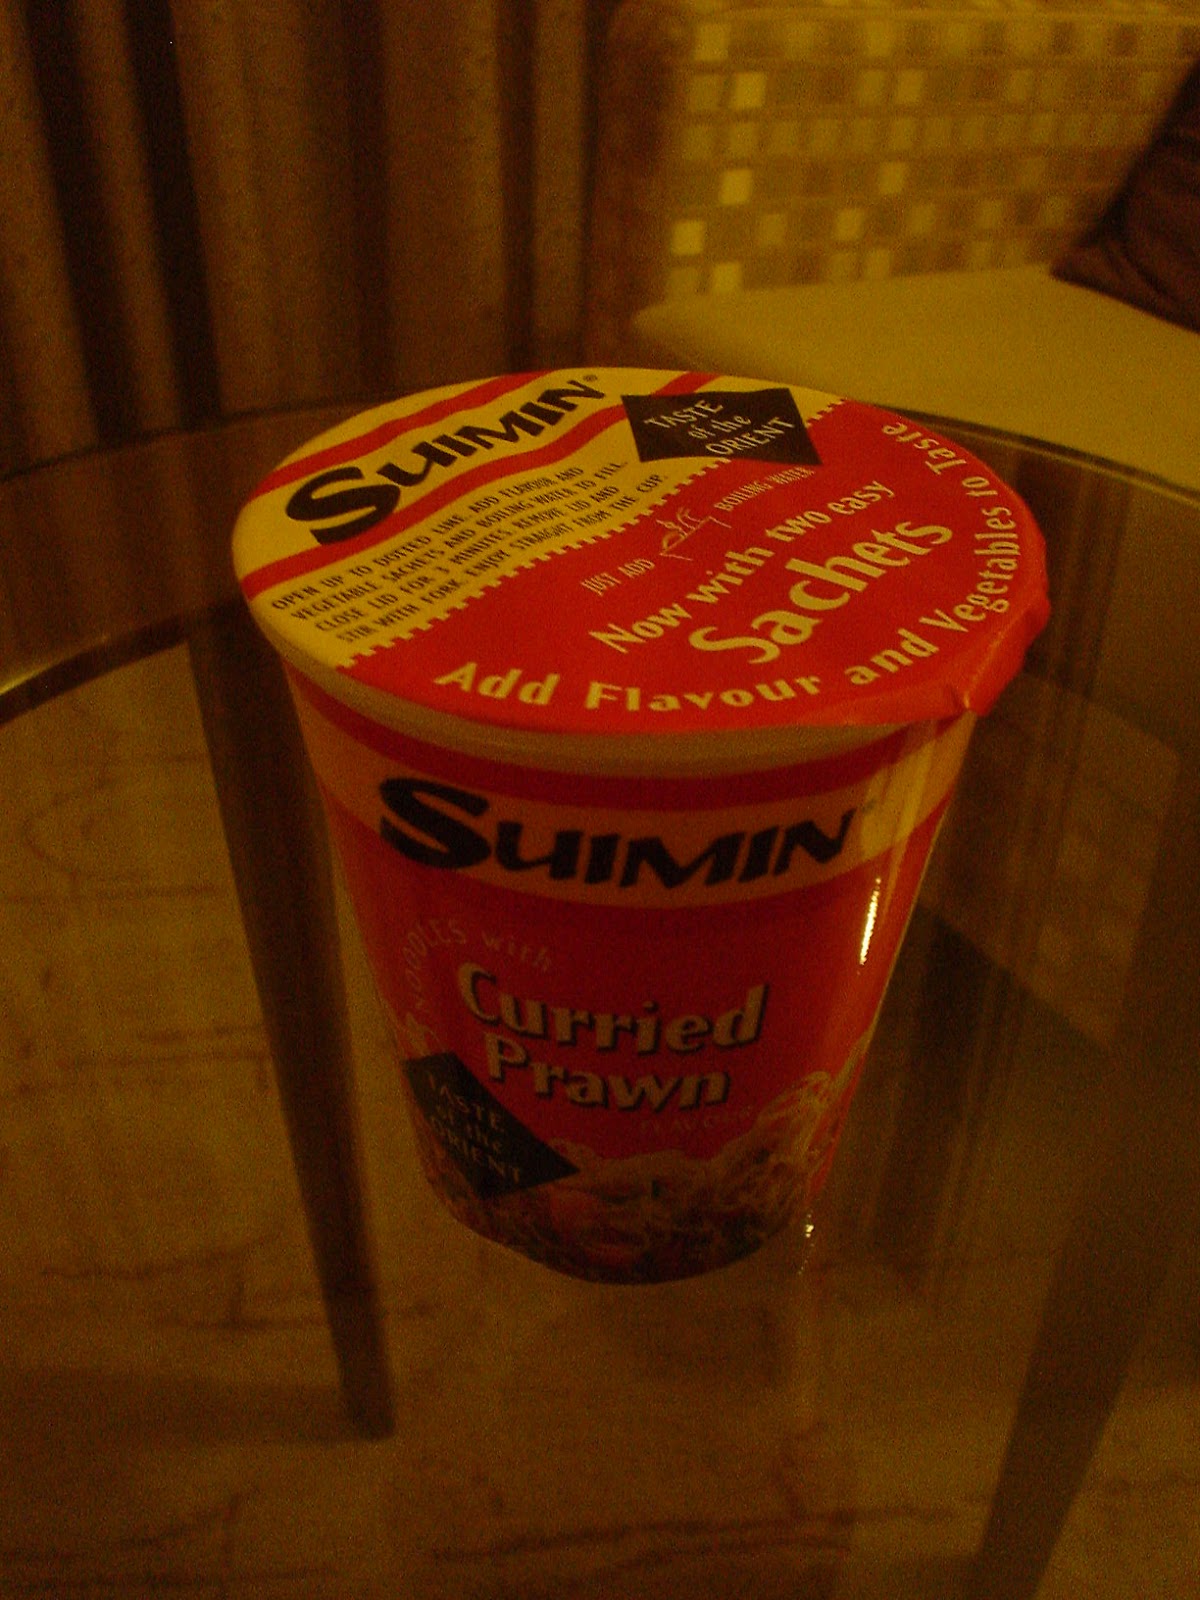 SUIMIN®
TASTE
of the
ORIENT
OPEN UP TO DOTTED LINE. ADD FLAVOUR AND
VEGETABLE SACHETS AND BOILING WATER TO FILL.
CLOSE LID FOR 3 MINUTES REMOVE LID AND
STIR WITH FORK. ENJOY STRAIGHT FROM THE CUP.
JUST ADD BOILING WATER
Now with two easy
Sachets
Add Flavour and Vegetables to Taste
SUIMIN
NOODLES with
Curried
Prawn
FLAVOUR
TASTE
of the
ORIENT